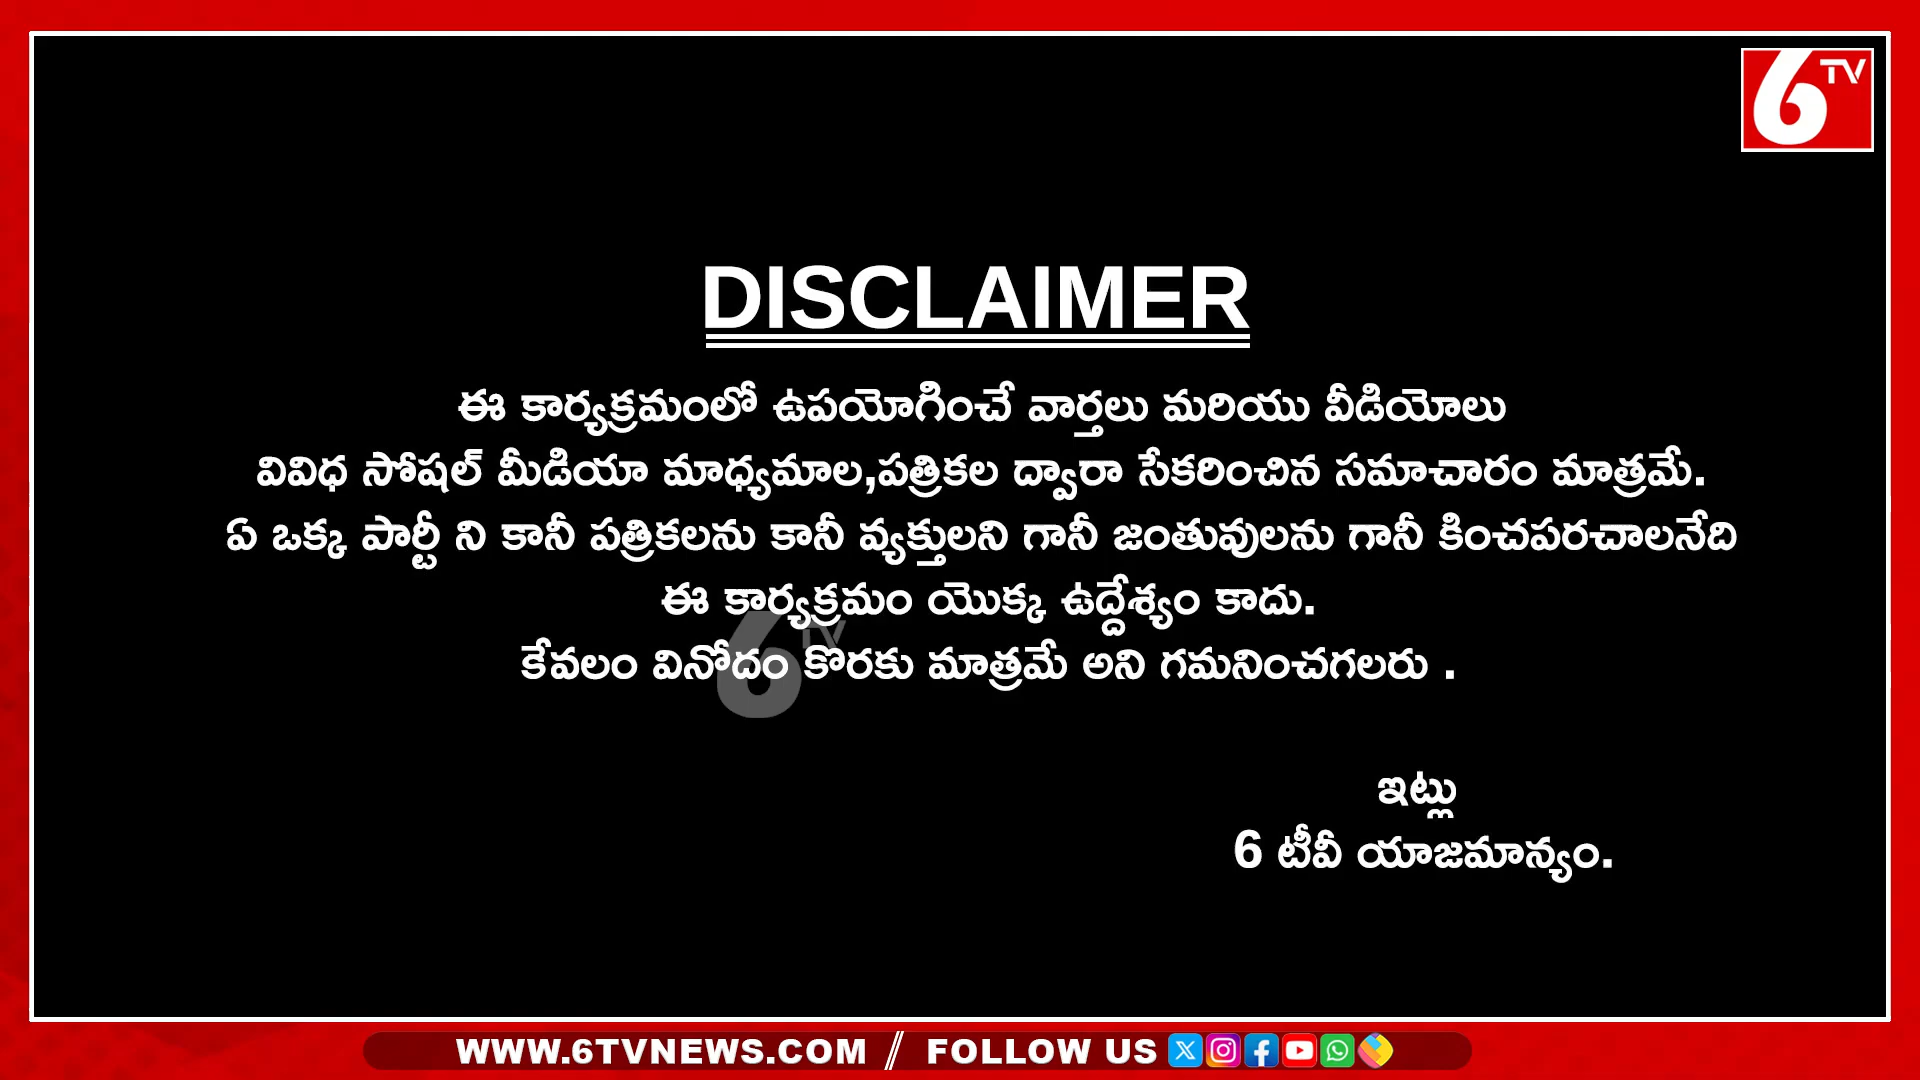 6TV
DISCLAIMER
ఈ కార్యక్రమంలో ఉపయోగించే వార్తలు మరియు వీడియోలు
వివిధ సోషల్ మీడియా మాధ్యమాల,పత్రికల ద్వారా సేకరించిన సమాచారం మాత్రమే.
ఏ ఒక్క పార్టీ ని కానీ పత్రికలను కానీ వ్యక్తులని గానీ జంతువులను గానీ కించపరచాలనేది
ఈ కార్యక్రమం యొక్క ఉద్దేశ్యం కాదు.
6TV
కేవలం వినోదం కొరకు మాత్రమే అని గమనించగలరు .
ఇట్లు
6 టీవీ యాజమాన్యం.
WWW.6TVNEWS.COM // FOLLOW US